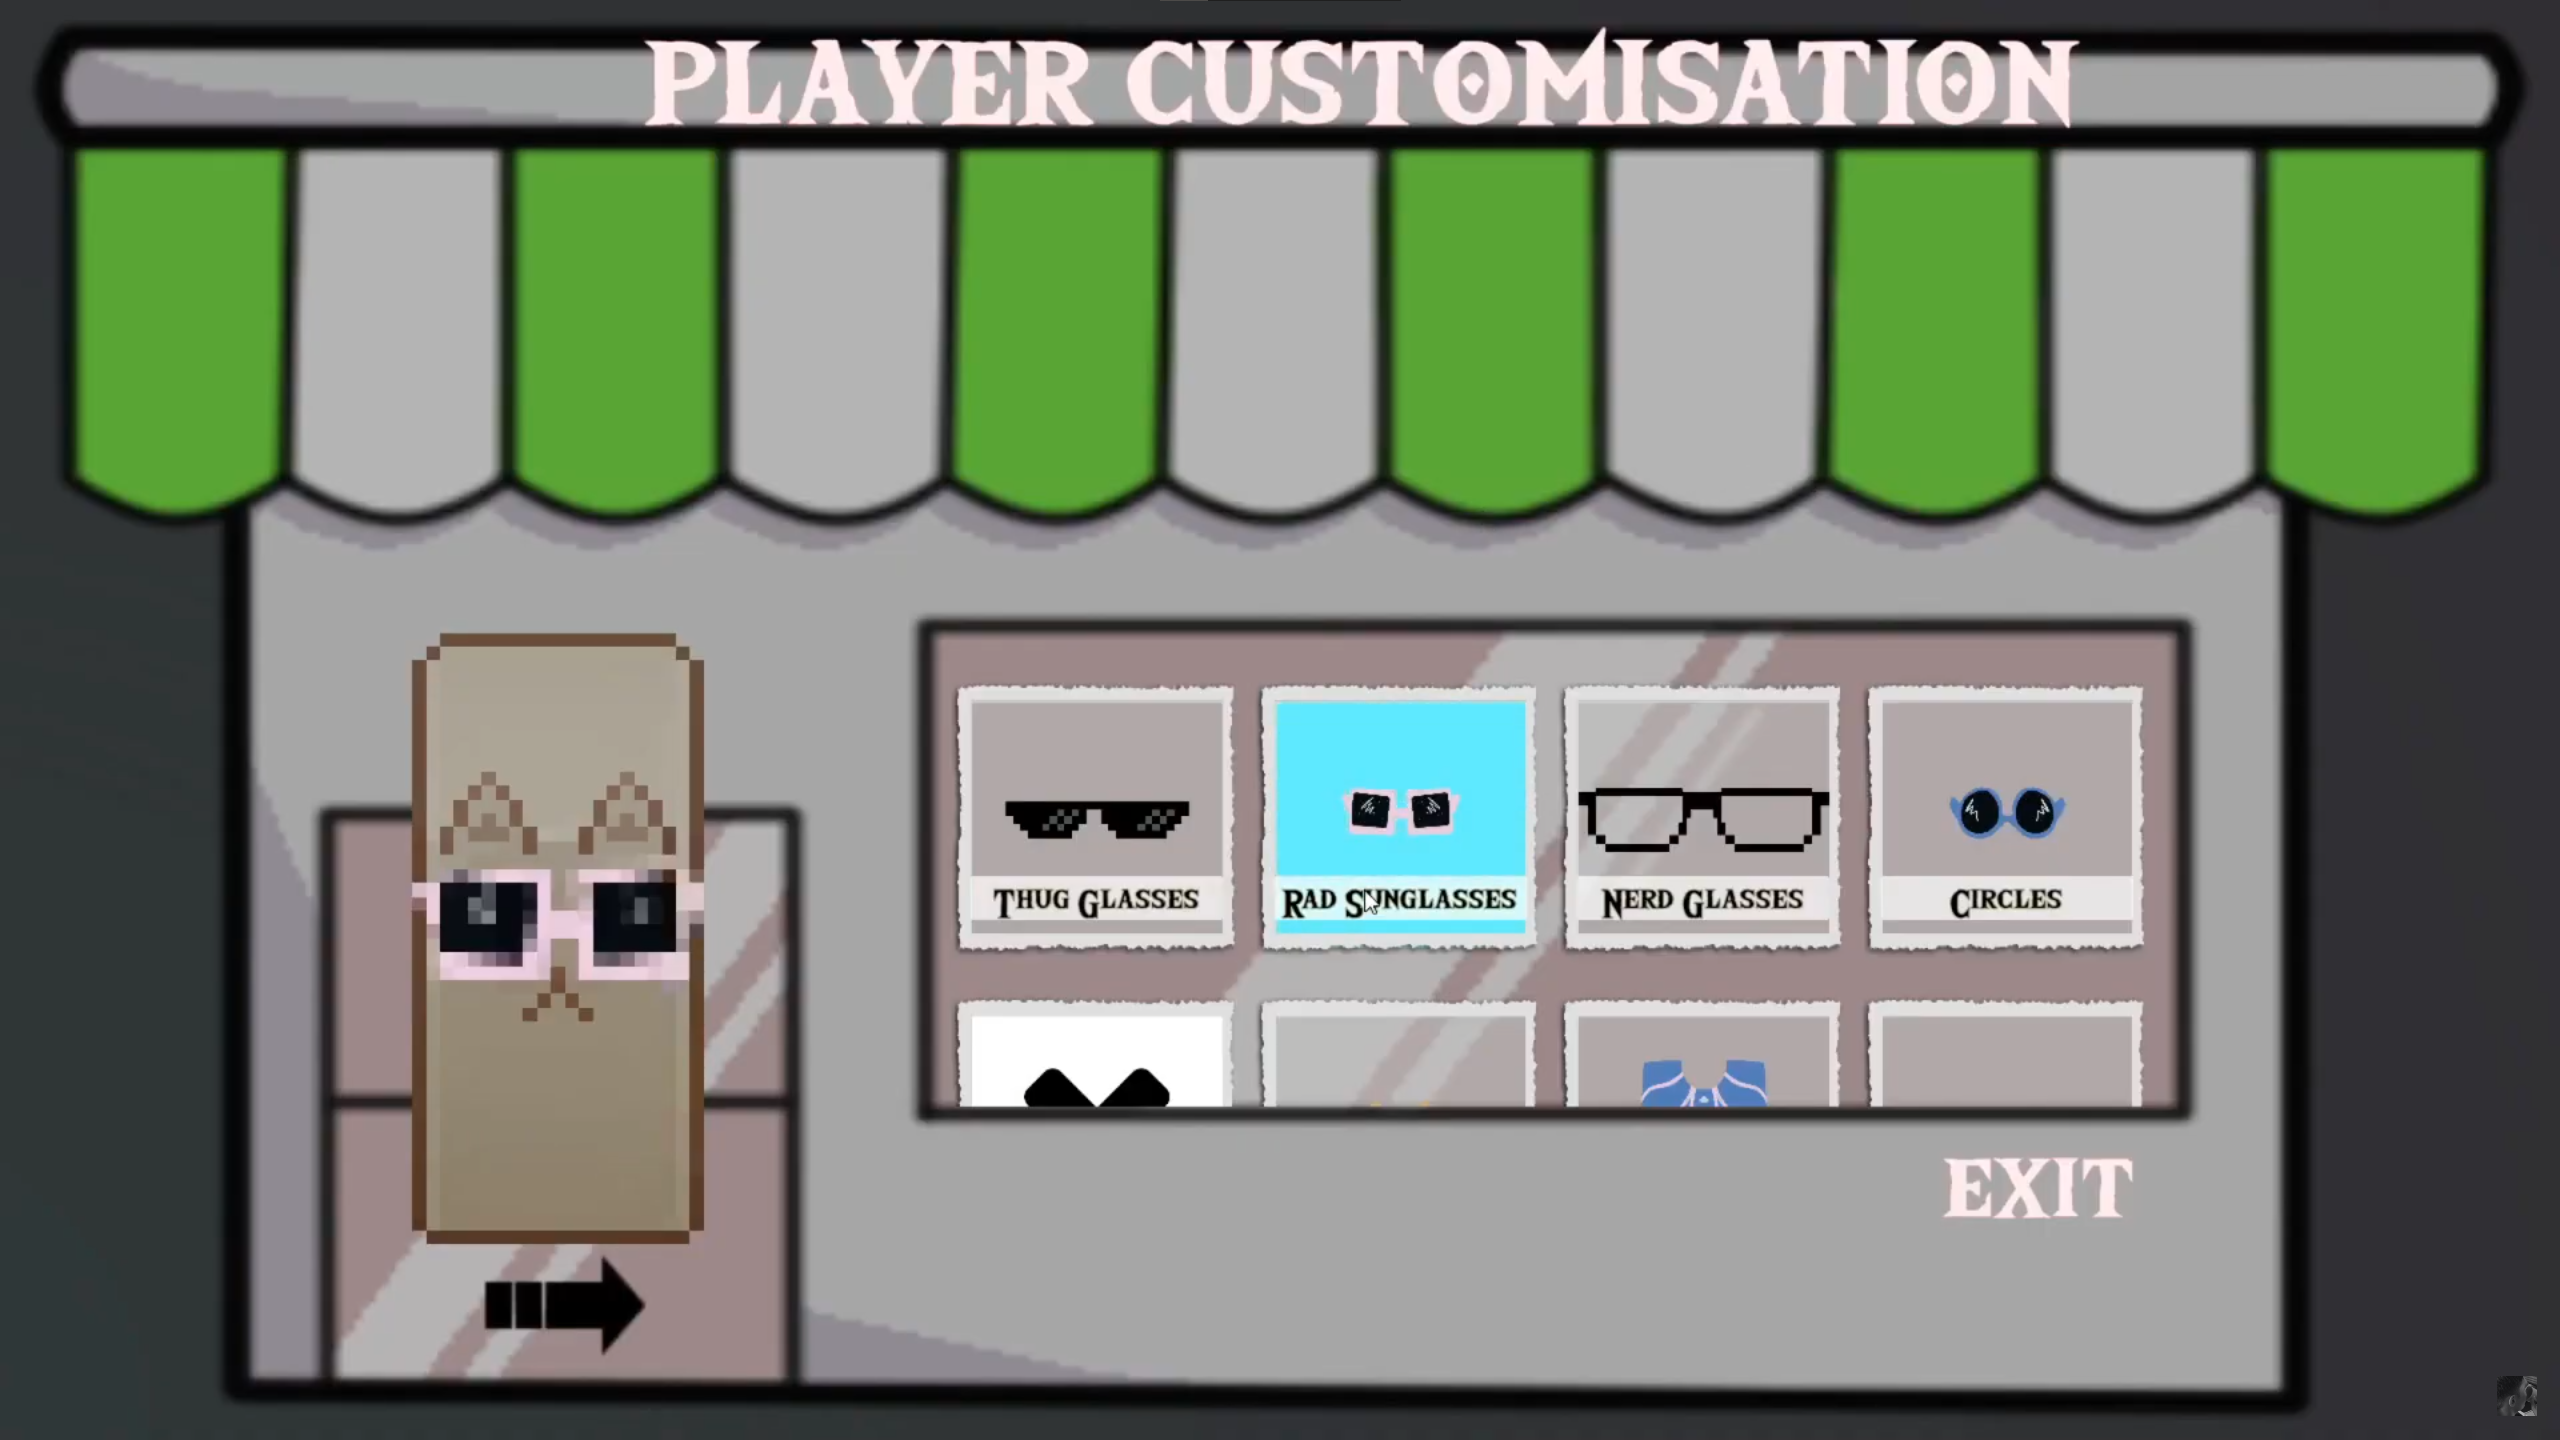 PLAYER CUSTOMISATION
THUG GLASSES
RAD SUNGLASSES
NERD GLASSES
CIRCLES
EXIT